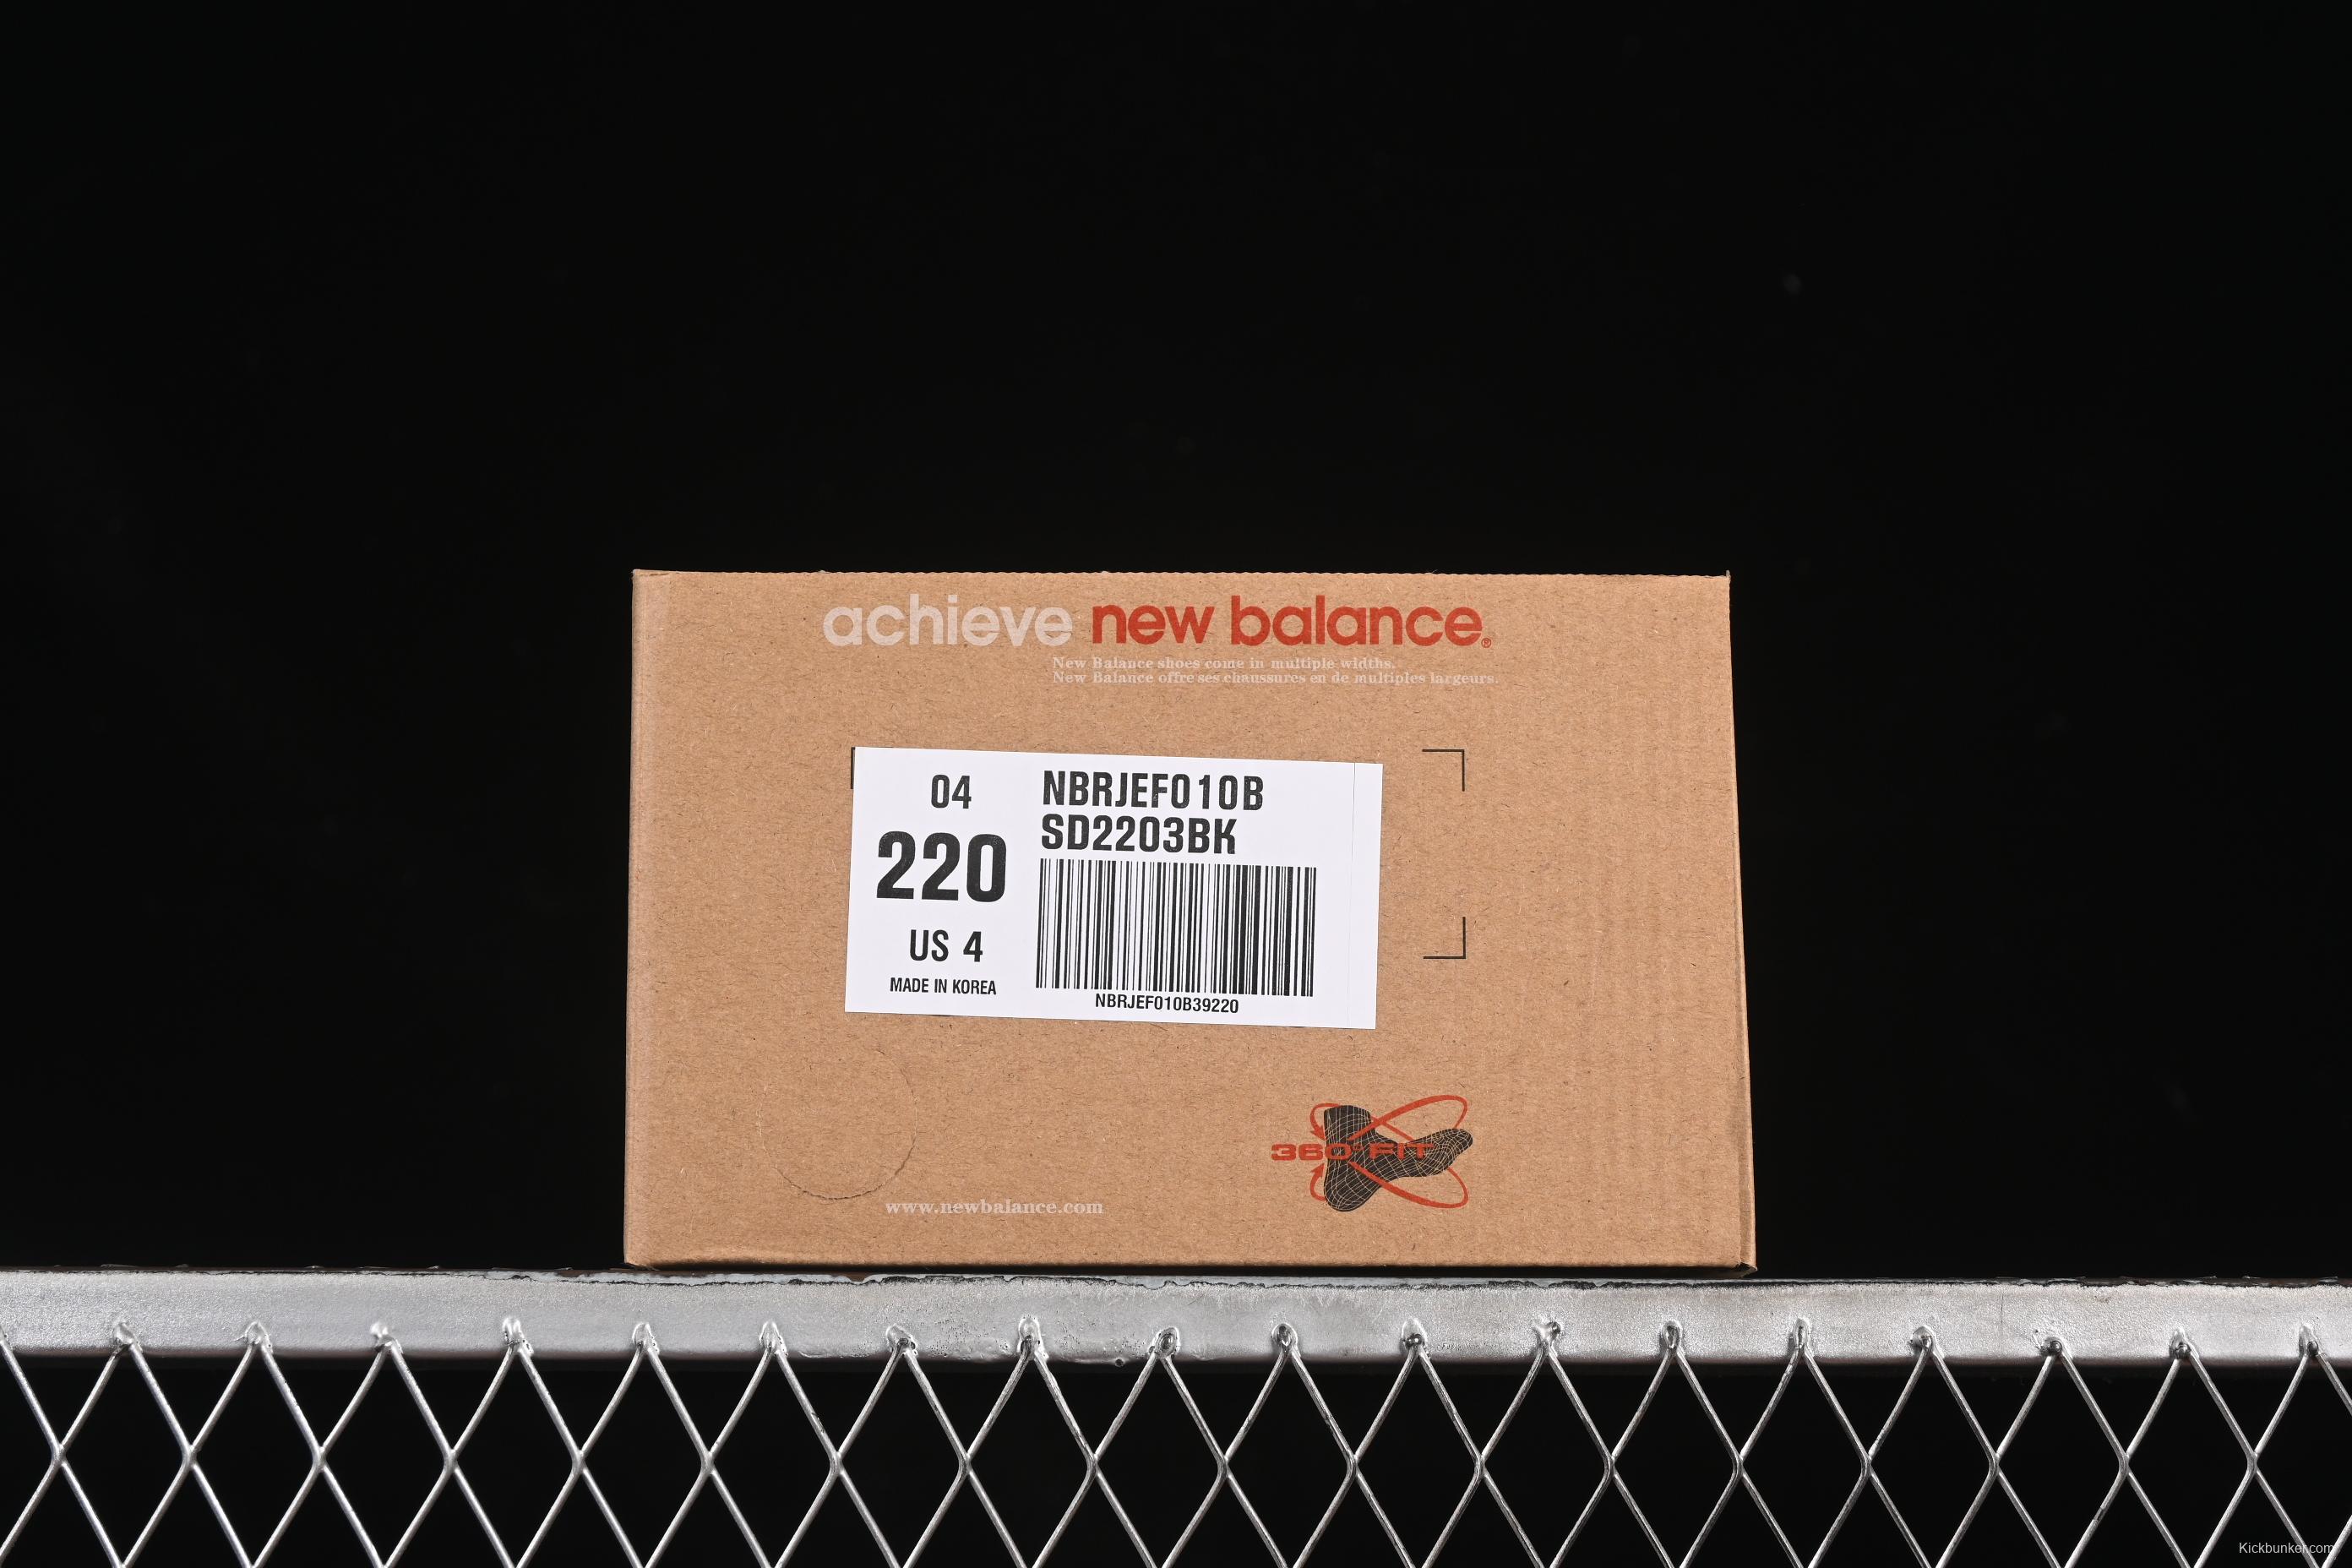 achieve new balance®
New Balance shoes come in multiple widths.
New Balance offre ses chaussures en de multiples largeurs.
04
220
US 4
MADE IN KOREA
NBRJEF010B
SD2203BK
NBRJEF010B39220
360° FIT
www.newbalance.com
Kickbunker.com